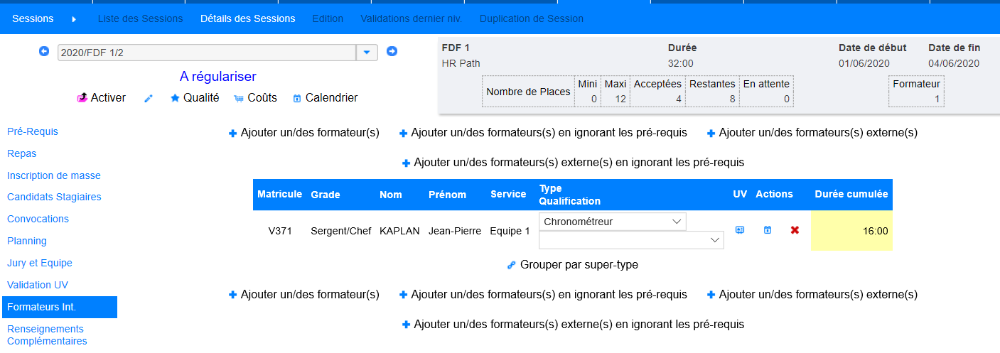 Sessions Liste des Sessions Détails des Sessions Edition Validations dernier niv. Duplication de Session
2020/FDF 1/2
A régulariser
Activer Qualité Coûts Calendrier
FDF 1 Durée Date de début Date de fin
HR Path 32:00 01/06/2020 04/06/2020
Nombre de Places Mini Maxi Acceptées Restantes En attente Formateur
0 12 4 8 0 1
Pré-Requis
Repas
Inscription de masse
Candidats Stagiaires
Convocations
Planning
Jury et Equipe
Validation UV
Formateurs Int.
Renseignements
Complémentaires
Ajouter un/des formateur(s) Ajouter un/des formateurs(s) en ignorant les pré-requis Ajouter un/des formateurs(s) externe(s)
Ajouter un/des formateurs(s) externe(s) en ignorant les pré-requis
Matricule Grade Nom Prénom Service Type Qualification UV Actions Durée cumulée
V371 Sergent/Chef KAPLAN Jean-Pierre Equipe 1 Chronométreur 16:00
Grouper par super-type
Ajouter un/des formateur(s) Ajouter un/des formateurs(s) en ignorant les pré-requis Ajouter un/des formateurs(s) externe(s)
Ajouter un/des formateurs(s) externe(s) en ignorant les pré-requis